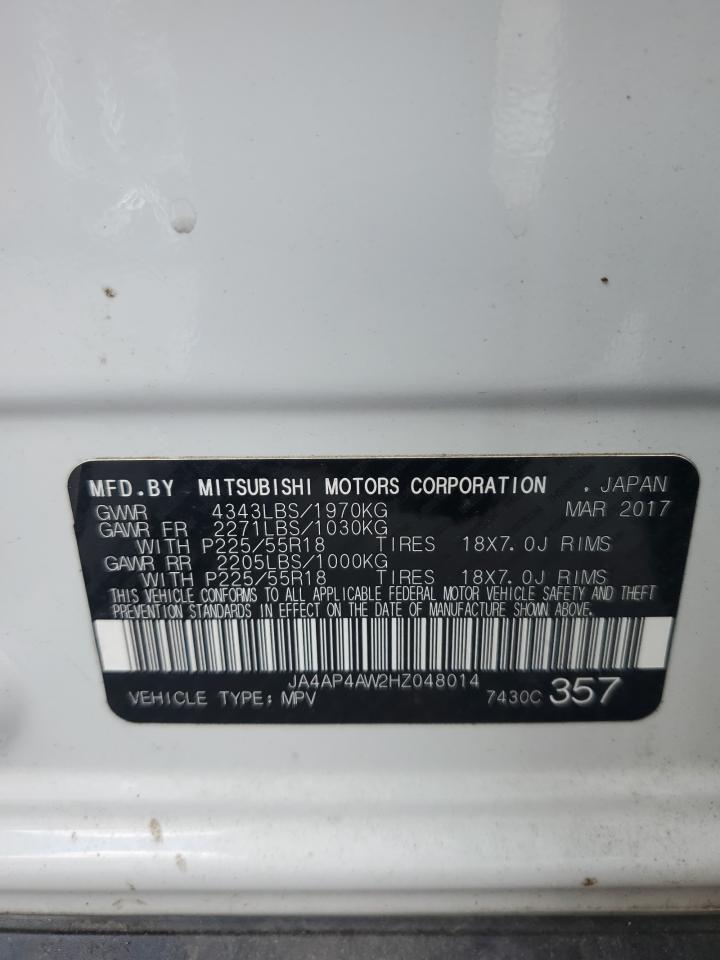 MFD.BY MITSUBISHI MOTORS CORPORATION , JAPAN
GVWR 4343LBS/1970KG MAR 2017
GAWR FR 2271LBS/1030KG
WITH P225/55R18 TIRES 18X7.0J RIMS
GAWR RR 2205LBS/1000KG
WITH P225/55R18 TIRES 18X7.0J RIMS
THIS VEHICLE CONFORMS TO ALL APPLICABLE FEDERAL MOTOR VEHICLE SAFETY AND THEFT
PREVENTION STANDARDS IN EFFECT ON THE DATE OF MANUFACTURE SHOWN ABOVE.
JA4AP4AW2HZ048014
VEHICLE TYPE: MPV 7430C 357